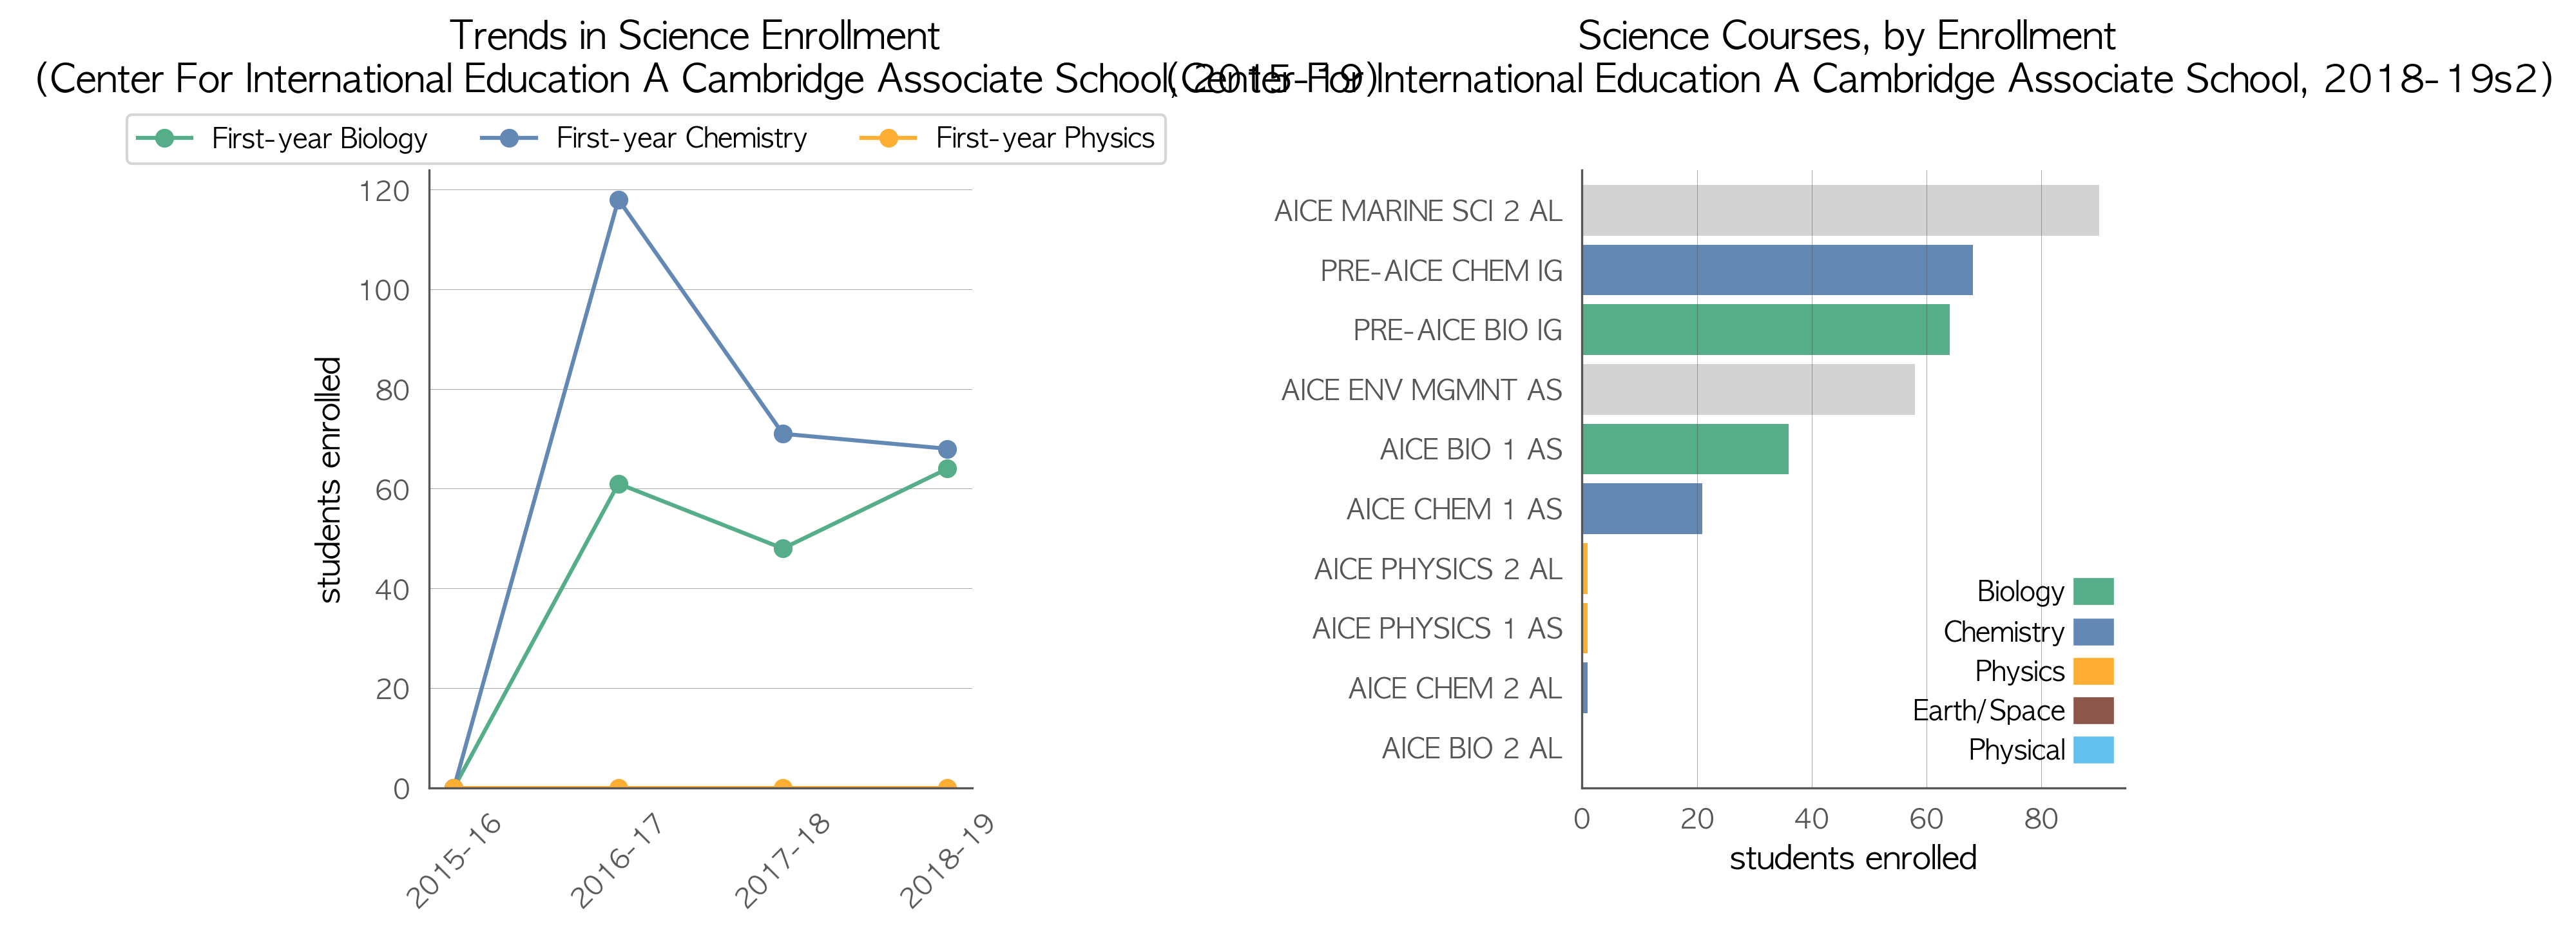 Trends in Science Enrollment
(Center For International Education A Cambridge Associate School, 2015-19)
First-year Biology
First-year Chemistry
First-year Physics
120
100
80
60
40
20
0
students enrolled
2015-16
2016-17
2017-18
2018-19
Science Courses, by Enrollment
(Center For International Education A Cambridge Associate School, 2018-19s2)
AICE MARINE SCI 2 AL
PRE-AICE CHEM IG
PRE-AICE BIO IG
AICE ENV MGMNT AS
AICE BIO 1 AS
AICE CHEM 1 AS
AICE PHYSICS 2 AL
AICE PHYSICS 1 AS
AICE CHEM 2 AL
AICE BIO 2 AL
Biology
Chemistry
Physics
Earth/Space
Physical
0
20
40
60
80
students enrolled